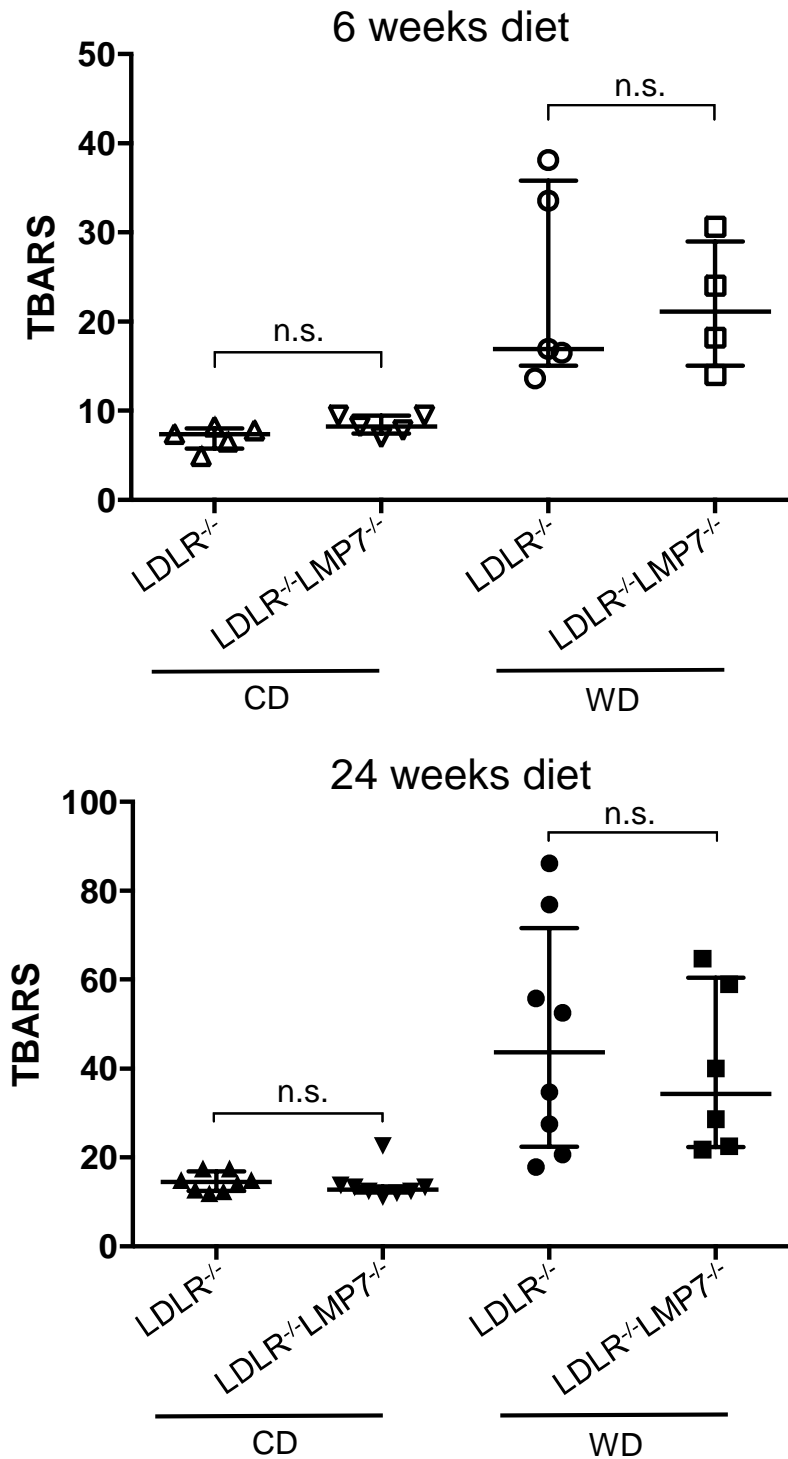 6 weeks diet
50
40
30
20
10
0
TBARS
n.s.
n.s.
LDLR-/-
LDLR-/-LMP7-/-
LDLR-/-
LDLR-/-LMP7-/-
CD
WD
24 weeks diet
100
80
60
40
20
0
TBARS
n.s.
n.s.
LDLR-/-
LDLR-/-LMP7-/-
LDLR-/-
LDLR-/-LMP7-/-
CD
WD